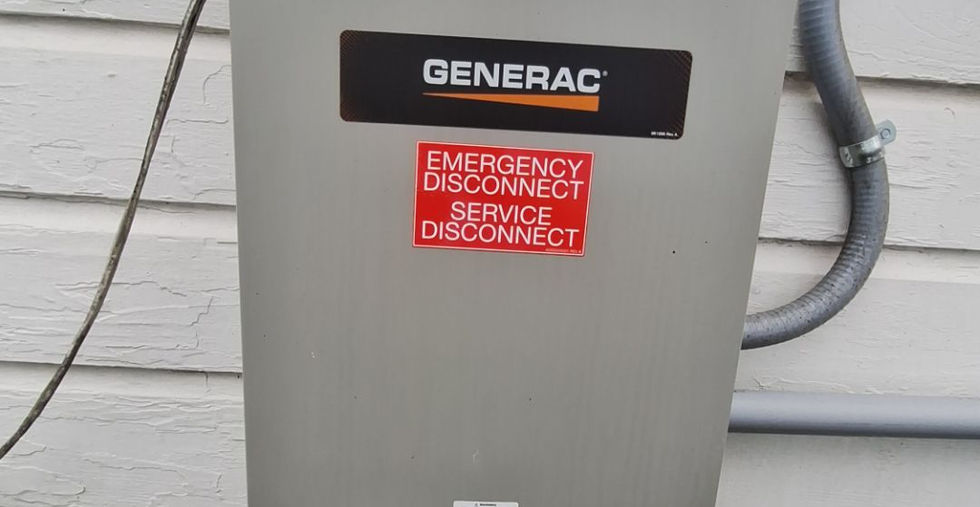 GENERAC
EMERGENCY
DISCONNECT
SERVICE
DISCONNECT